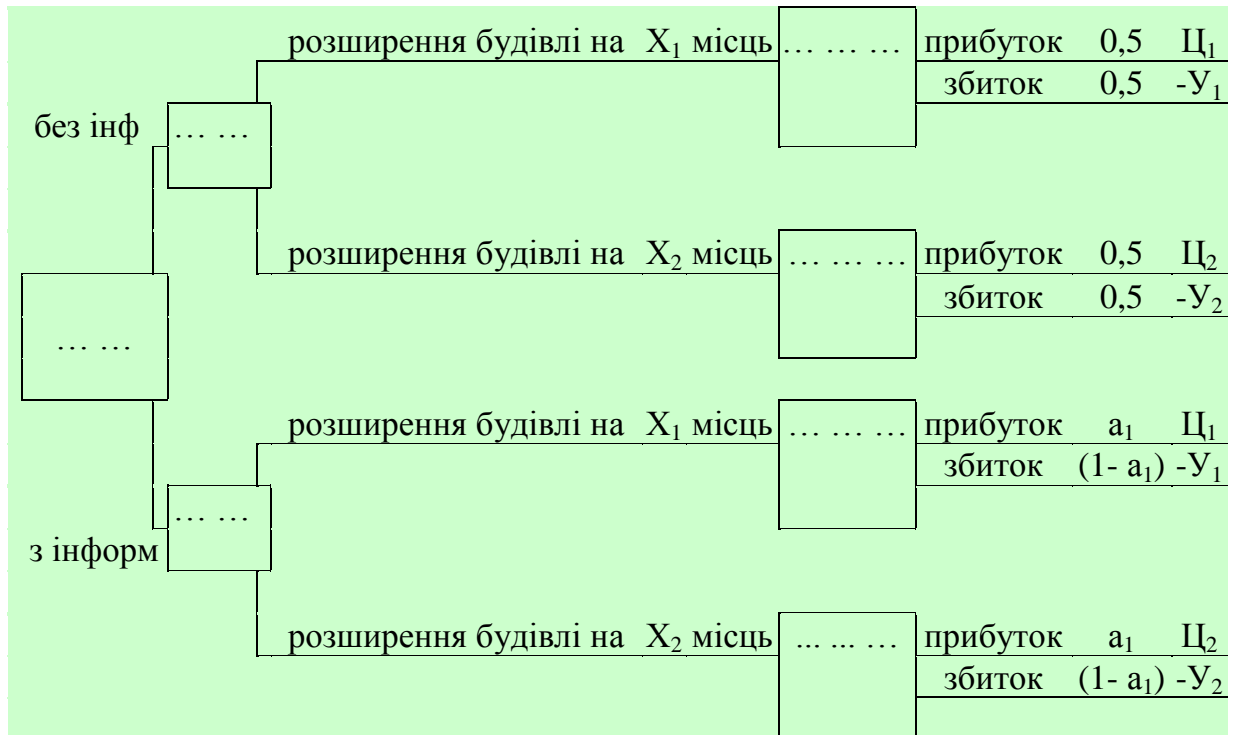 розширення будівлі на X₁ місць … … … прибуток 0,5 Ц₁
збиток 0,5 -У₁
без інф … …
розширення будівлі на X₂ місць … … … прибуток 0,5 Ц₂
збиток 0,5 -У₂
… …
розширення будівлі на X₁ місць … … … прибуток a₁ Ц₁
збиток (1- a₁) -У₁
… …
з інформ
розширення будівлі на X₂ місць ... ... … прибуток a₁ Ц₂
збиток (1- a₁) -У₂